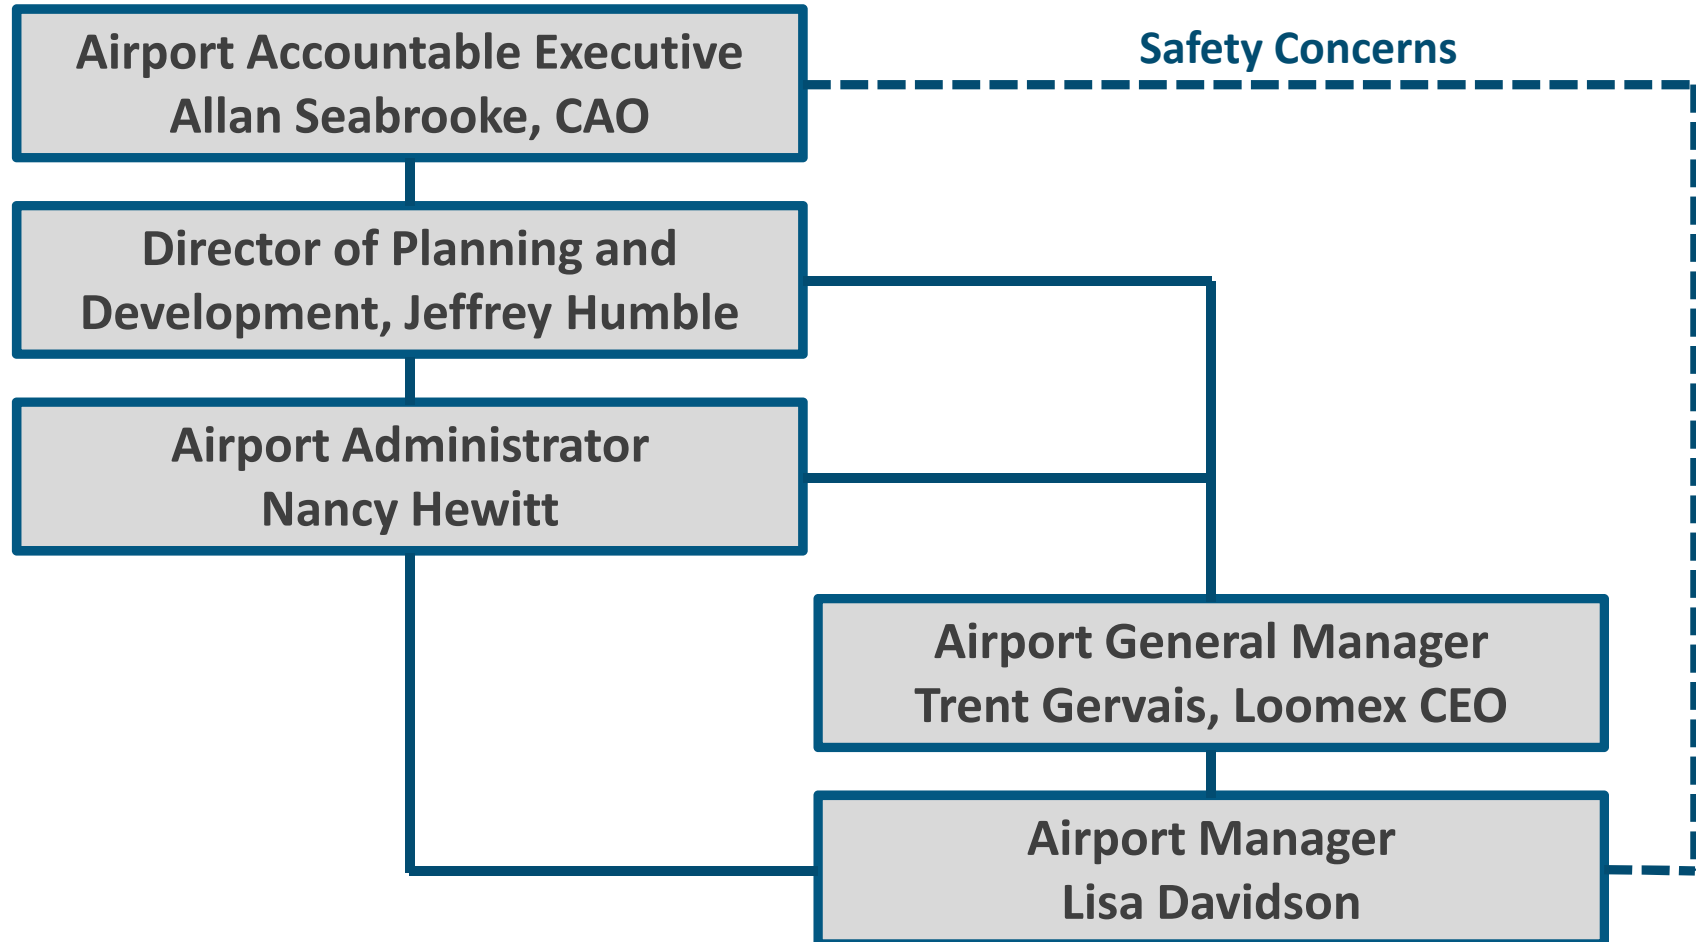 Airport Accountable Executive
Allan Seabrooke, CAO
Safety Concerns
Director of Planning and
Development, Jeffrey Humble
Airport Administrator
Nancy Hewitt
Airport General Manager
Trent Gervais, Loomex CEO
Airport Manager
Lisa Davidson